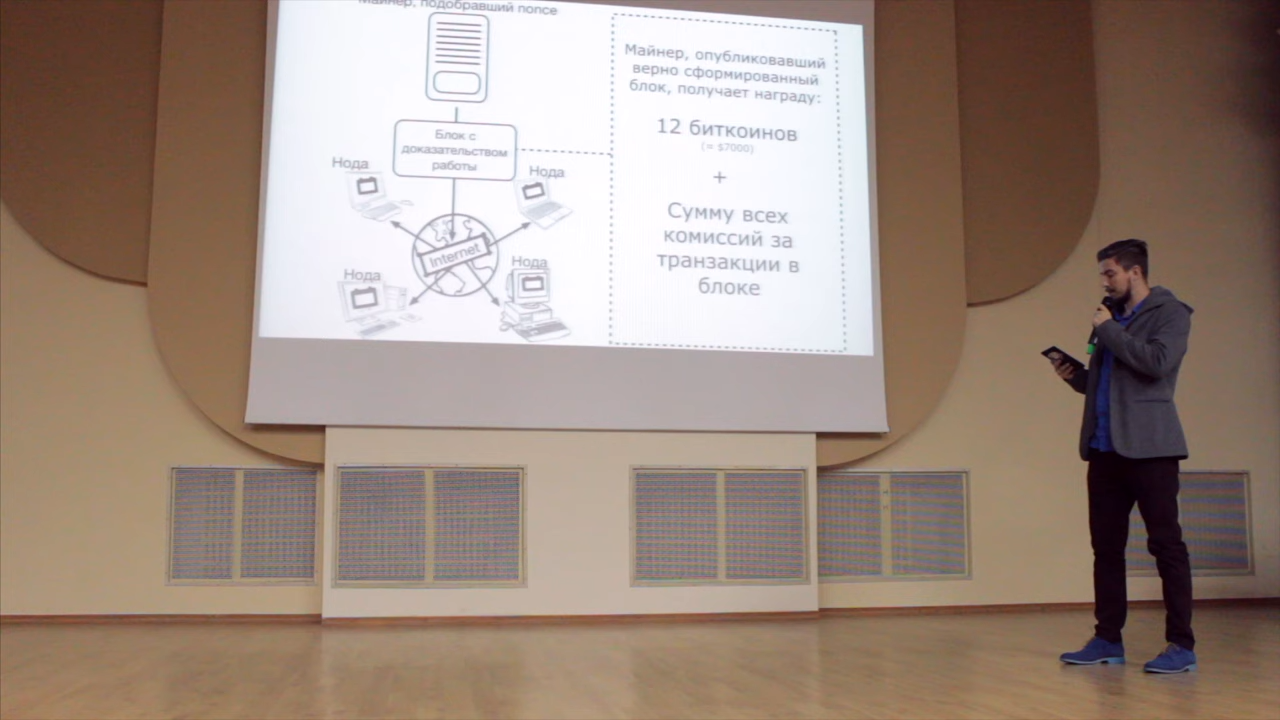 Майнер, подобравший nonce
Блок с
доказательством
работы
Нода
Нода
Internet
Нода
Нода
Майнер, опубликовавший
верно сформированный
блок, получает награду:
12 биткоинов
(= $7000)
+
Сумму всех
комиссий за
транзакции в
блоке